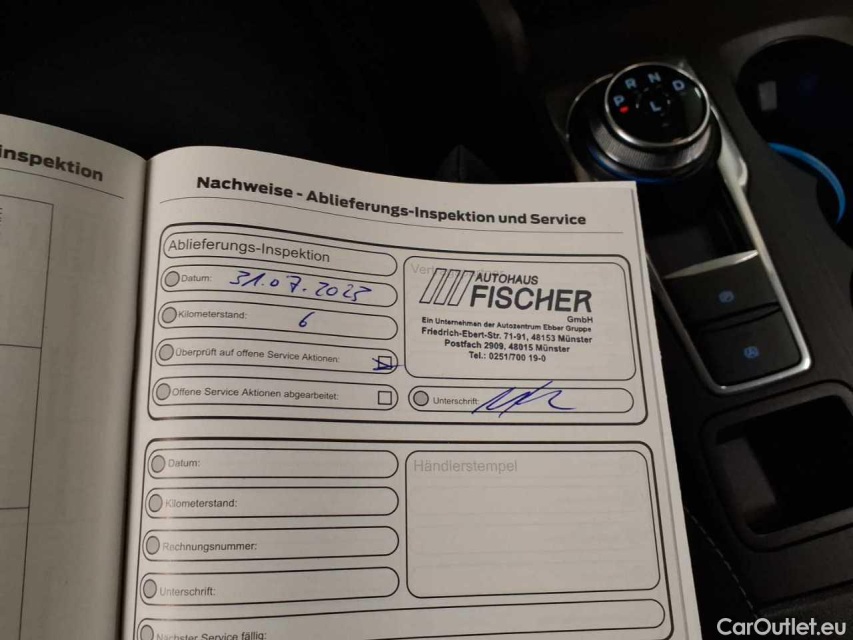 inspektion
Nachweise - Ablieferungs-Inspektion und Service
Ablieferungs-Inspektion
Datum: 31.07.2023
Kilometerstand: 6
Überprüft auf offene Service Aktionen:
Offene Service Aktionen abgearbeitet:
AUTOHAUS
FISCHER
GmbH
Ein Unternehmen der Autozentrum Ebber Gruppe
Friedrich-Ebert-Str. 71-91, 48153 Münster
Postfach 2909, 48015 Münster
Tel.: 0251/700 19-0
Unterschrift:
Datum:
Kilometerstand:
Rechnungsnummer:
Unterschrift:
Nächster Service fällig:
Händlerstempel
P R N D
L
CarOutlet.eu